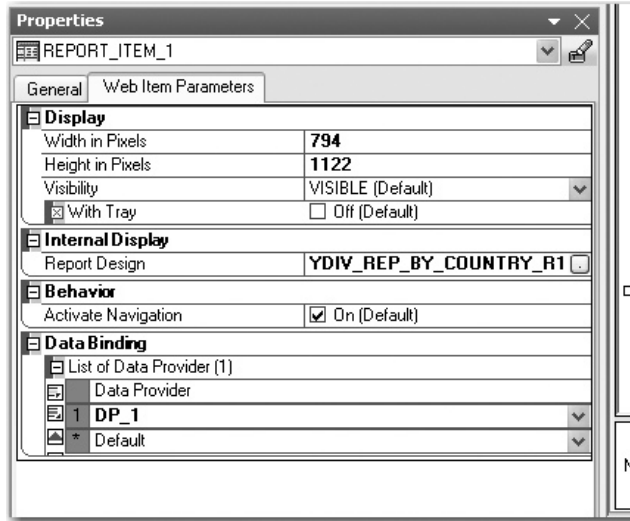 Properties
REPORT_ITEM_1
General Web Item Parameters
Display
Width in Pixels 794
Height in Pixels 1122
Visibility VISIBLE (Default)
With Tray Off (Default)
Internal Display
Report Design YDIV_REP_BY_COUNTRY_R1
Behavior
Activate Navigation On (Default)
Data Binding
List of Data Provider (1)
Data Provider
1 DP_1
* Default